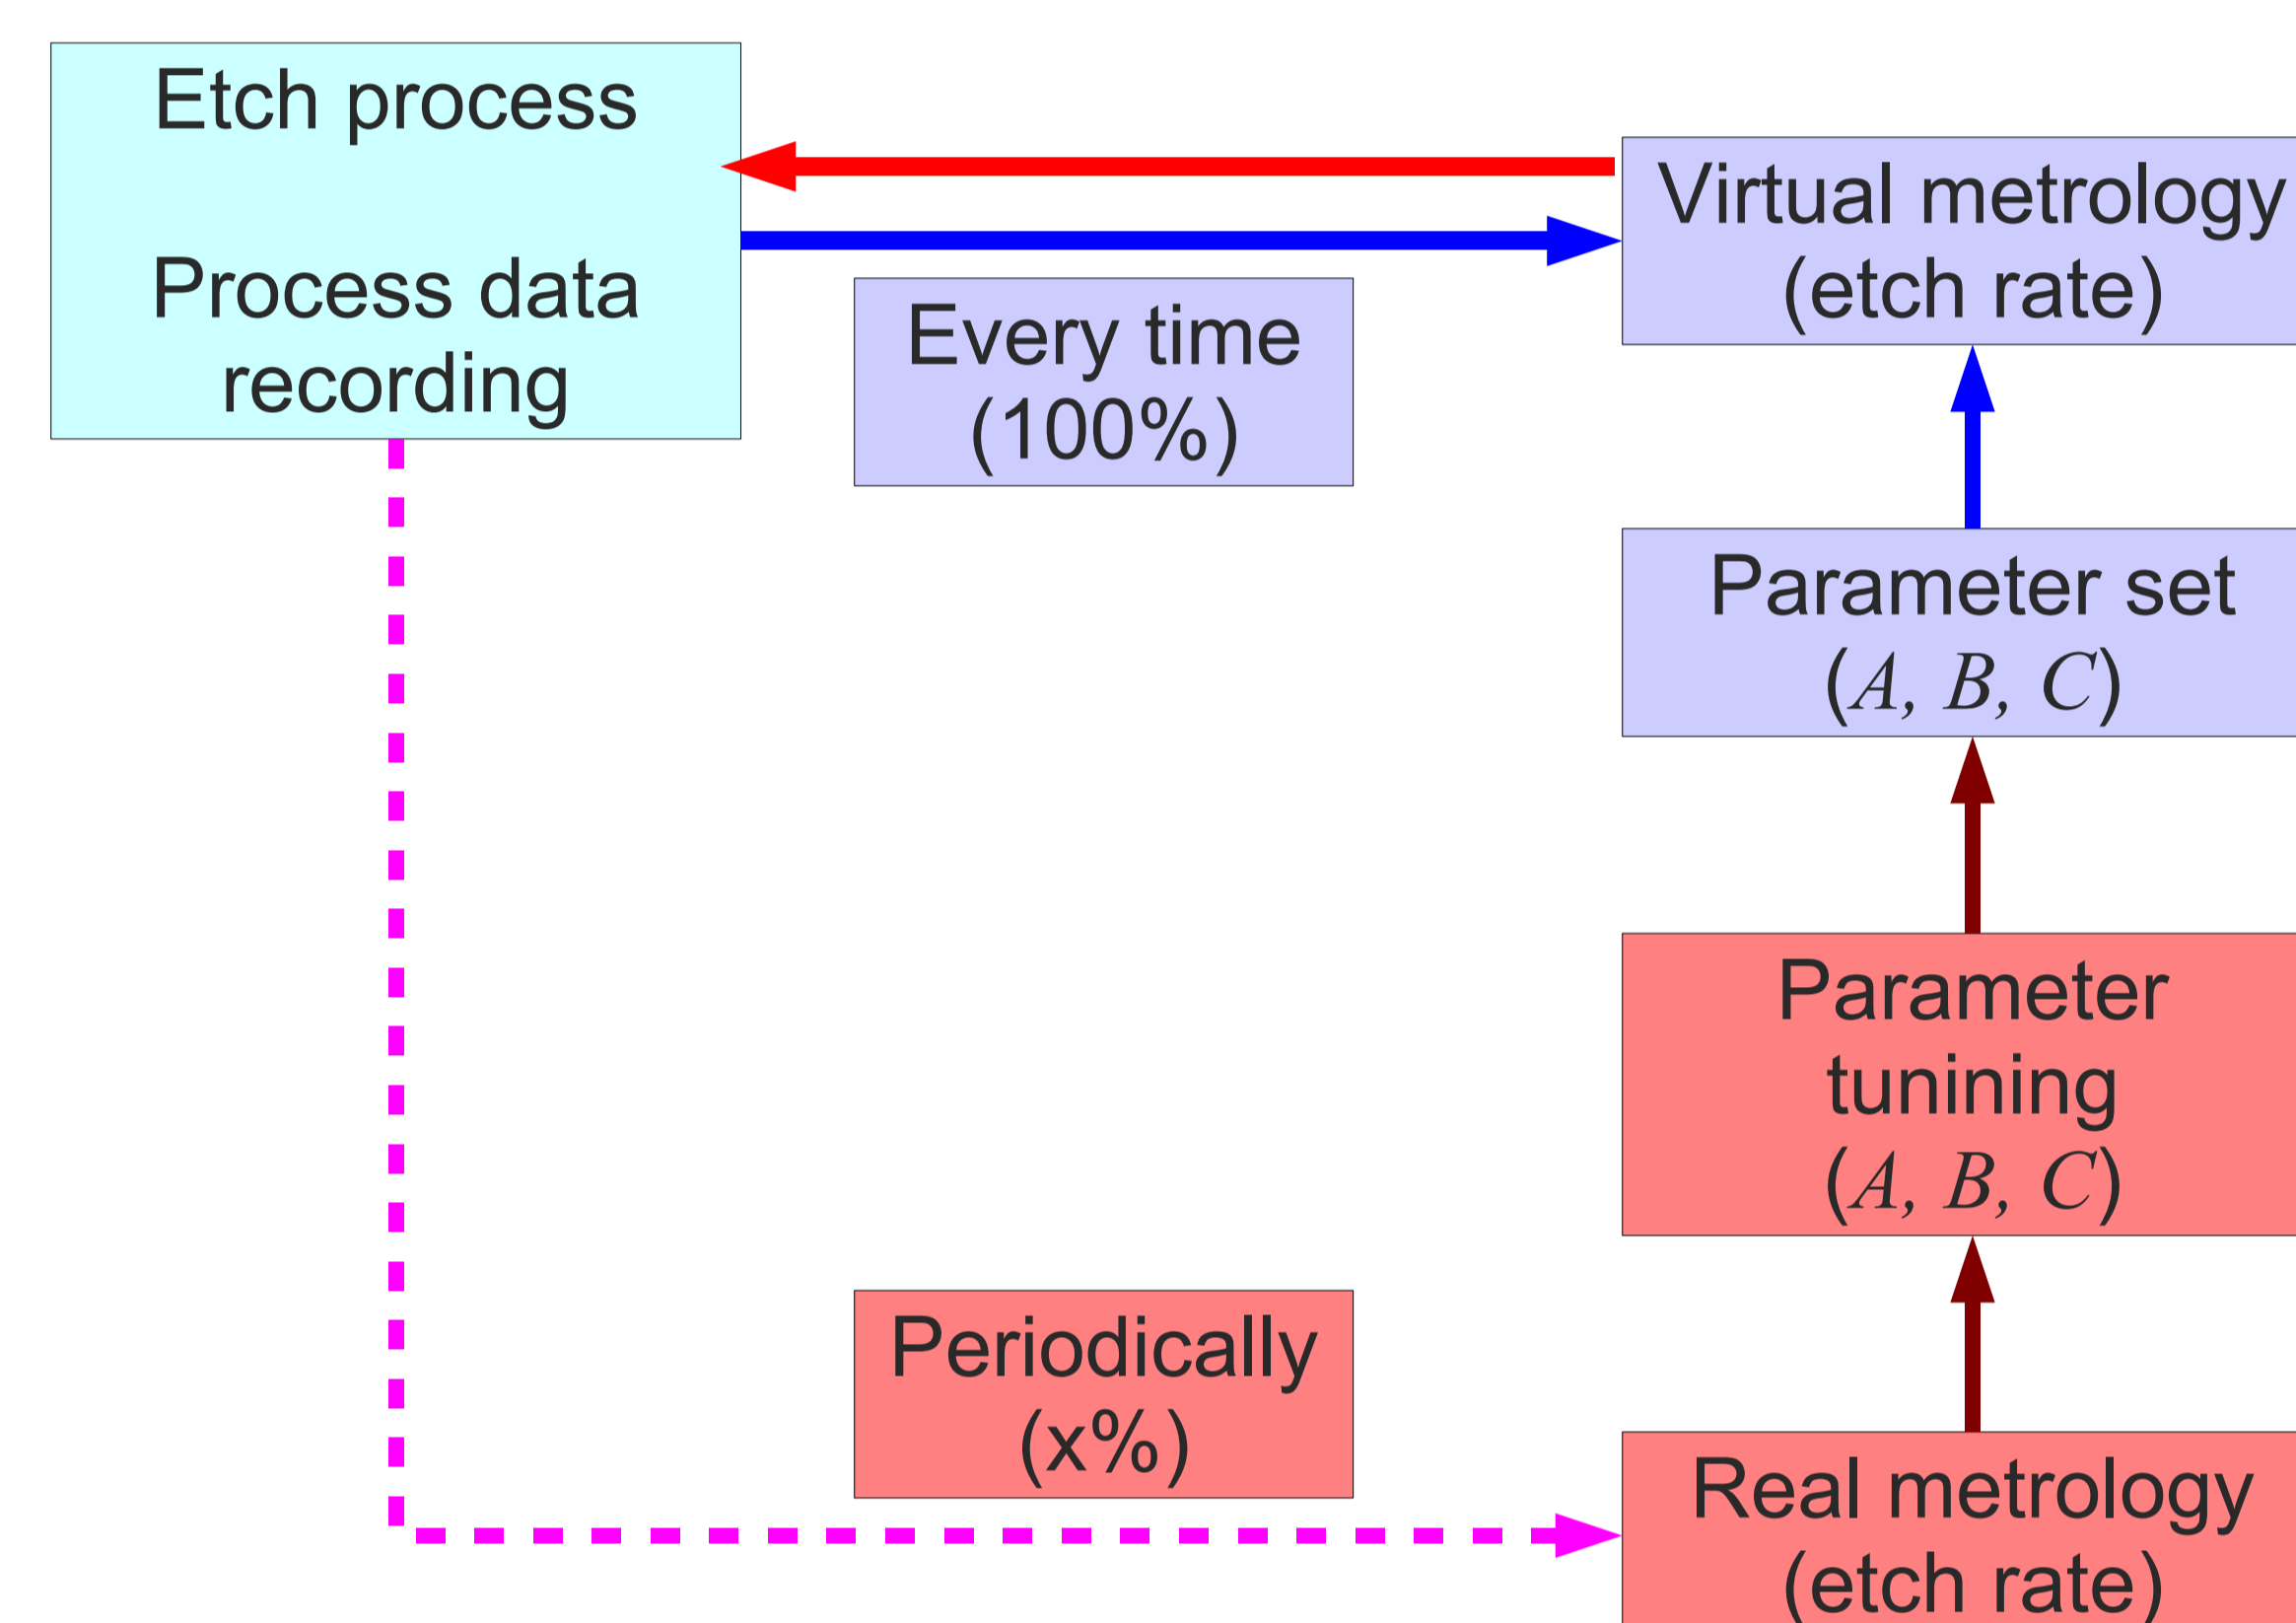 Etch process
Process data
recording
Virtual metrology
(etch rate)
Every time
(100%)
Parameter set
(A, B, C)
Parameter
tunining
(A, B, C)
Periodically
(x%)
Real metrology
(etch rate)